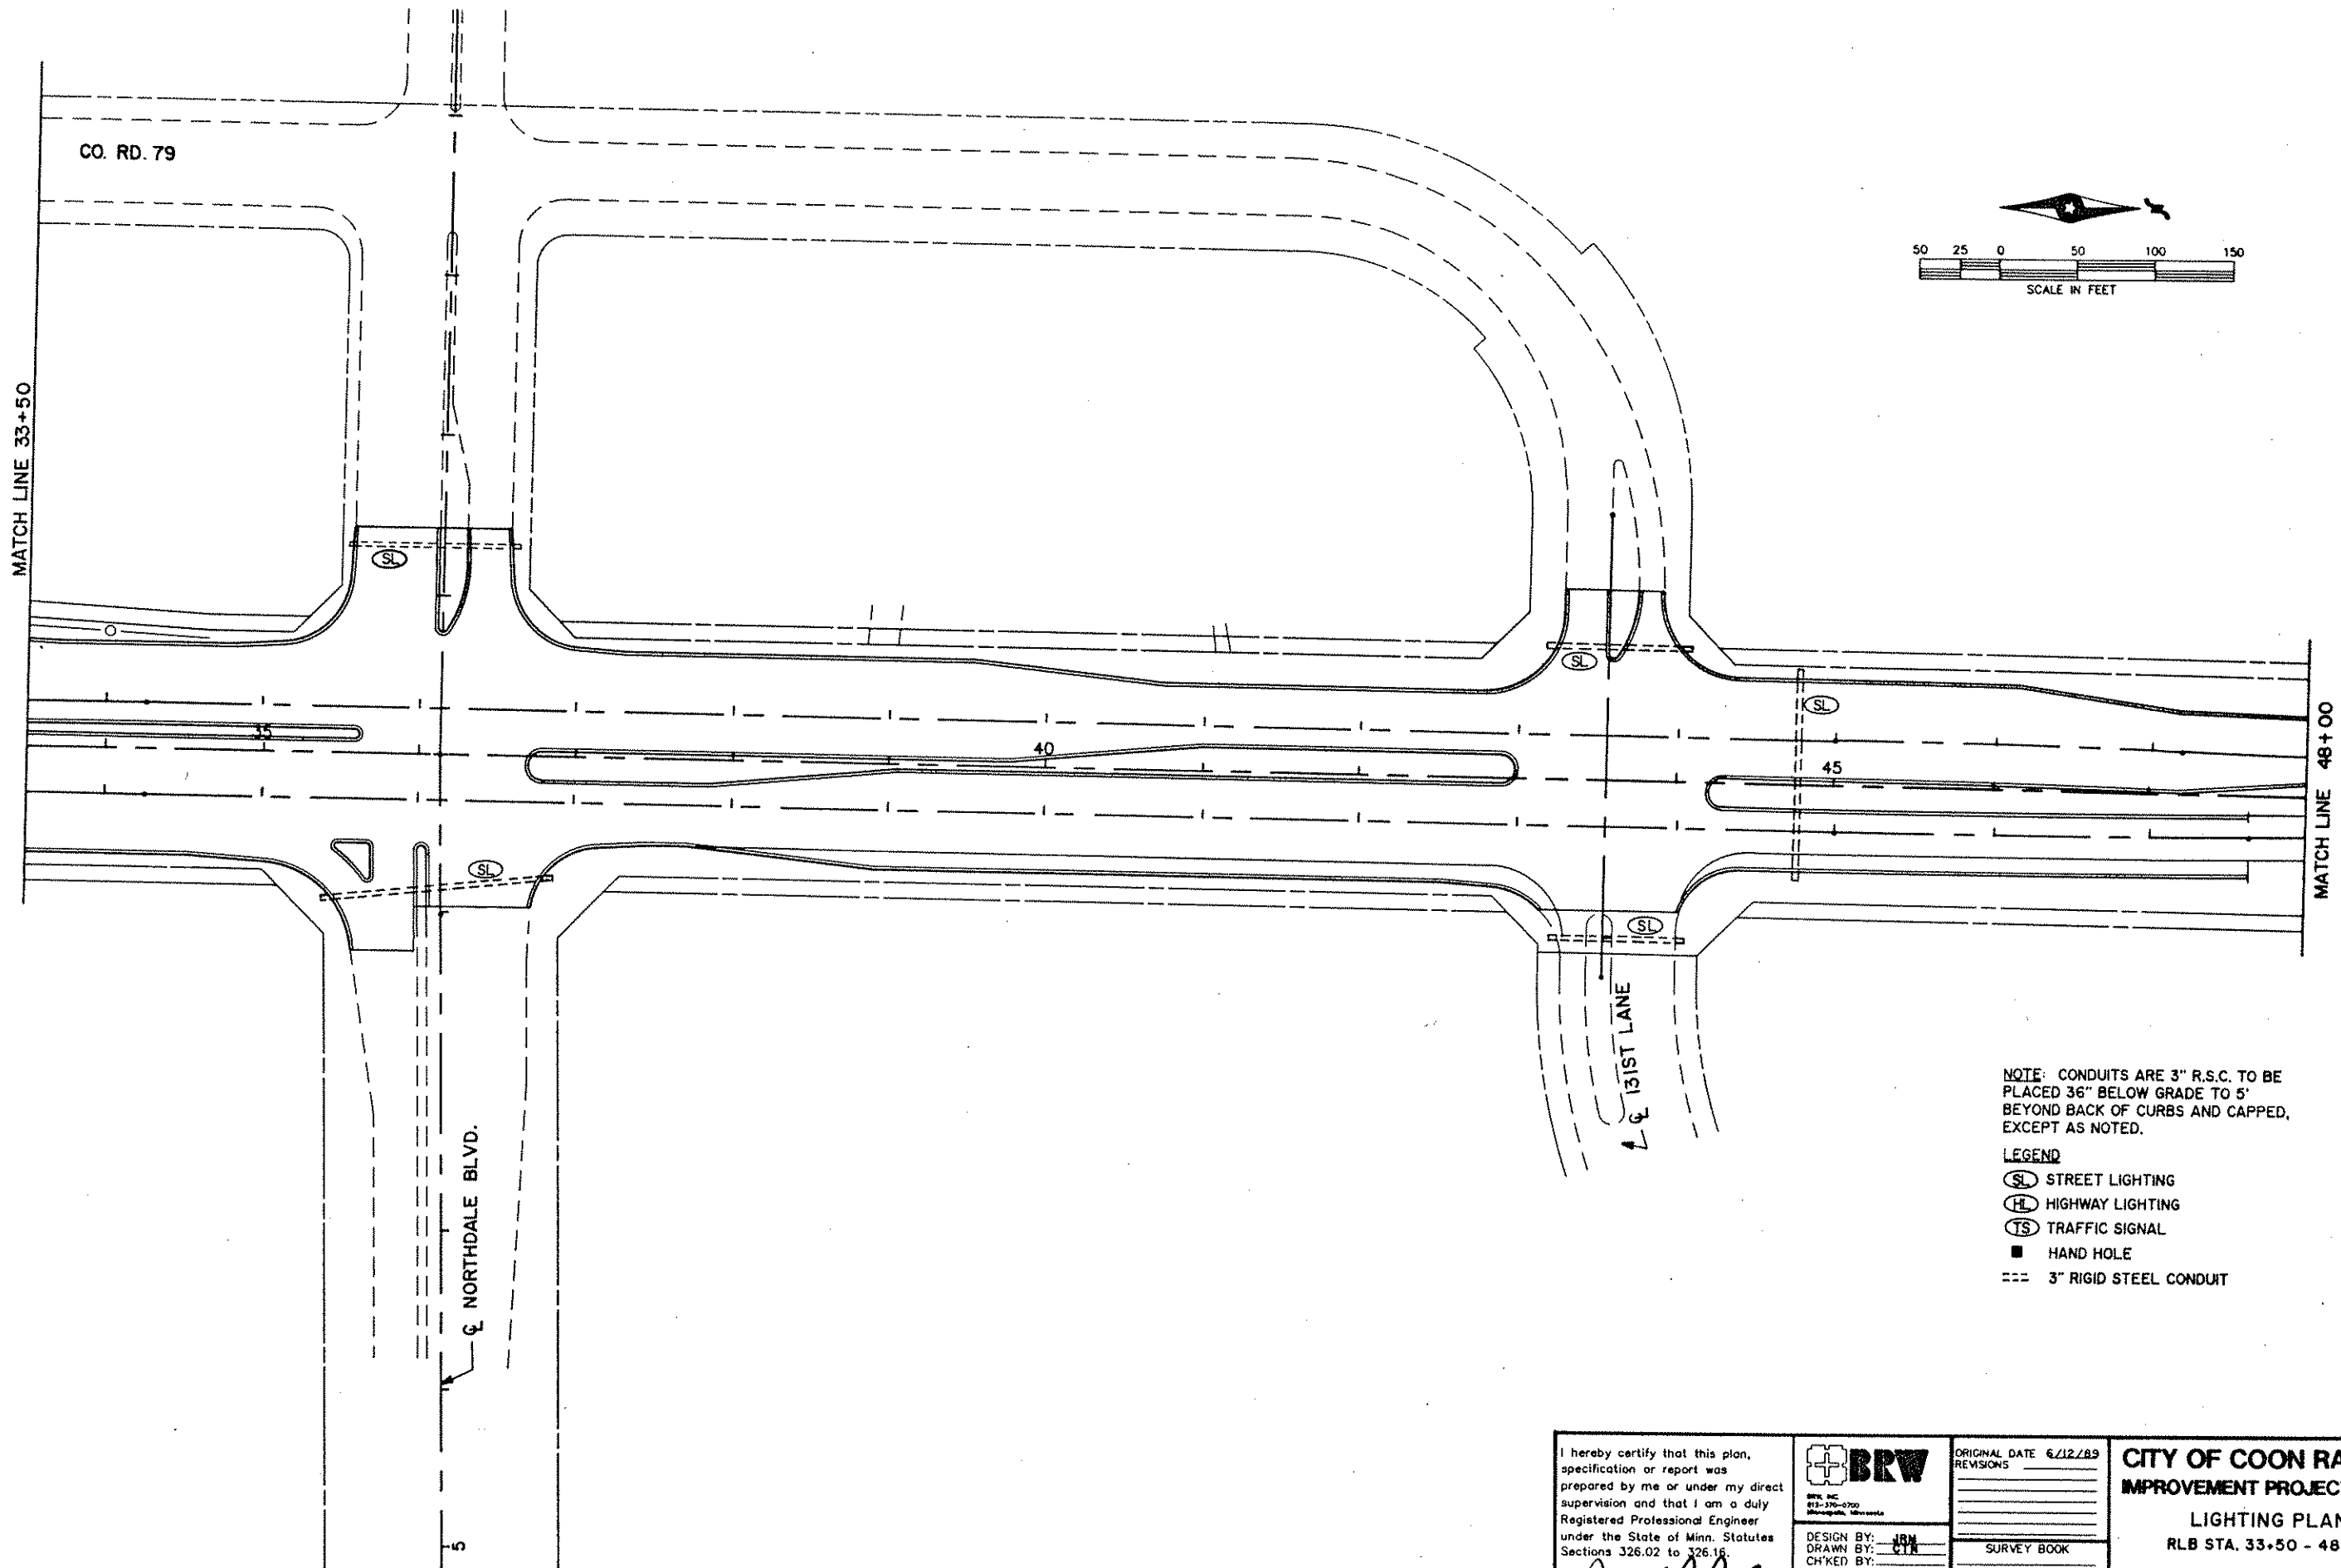 CO. RD. 79
MATCH LINE 33+50
50 25 0 50 100 150
SCALE IN FEET
SL
SL
SL
35
40
45
MATCH LINE 48+00
SL
SL
℄ 131ST LANE
℄ NORTHDALE BLVD.
5
NOTE: CONDUITS ARE 3" R.S.C. TO BE
PLACED 36" BELOW GRADE TO 5'
BEYOND BACK OF CURBS AND CAPPED,
EXCEPT AS NOTED.
LEGEND
SL STREET LIGHTING
HL HIGHWAY LIGHTING
TS TRAFFIC SIGNAL
HAND HOLE
3" RIGID STEEL CONDUIT
I hereby certify that this plan,
specification or report was
prepared by me or under my direct
supervision and that I am a duly
Registered Professional Engineer
under the State of Minn. Statutes
Sections 326.02 to 326.16.
BRW
BRW, INC.
Minneapolis, Minnesota
DESIGN BY: JRM
DRAWN BY:
CH'KED BY:
ORIGINAL DATE 6/12/89
REVISIONS
SURVEY BOOK
CITY OF COON RA
IMPROVEMENT PROJEC
LIGHTING PLAN
RLB STA. 33+50 - 48